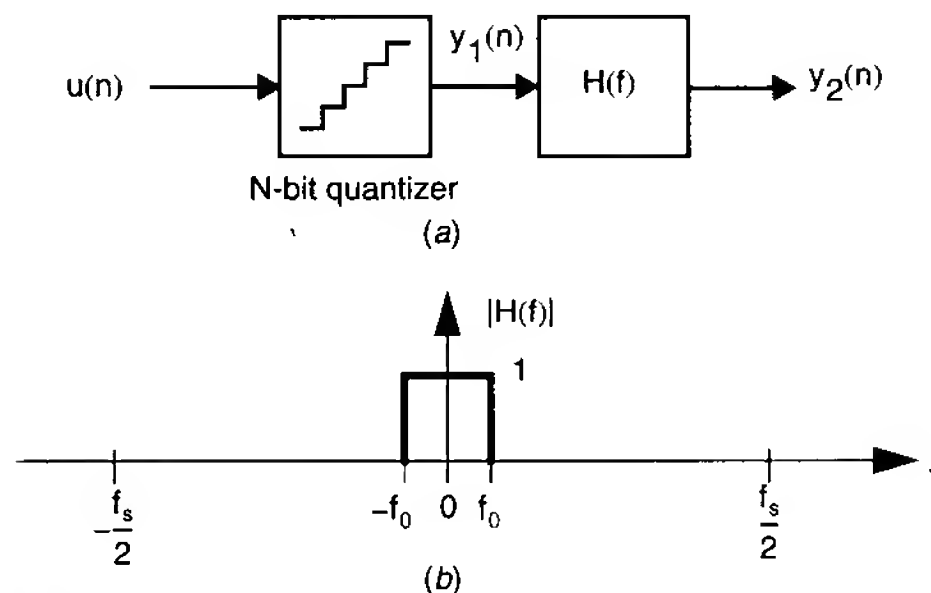 y₁(n)
u(n) H(f) y₂(n)
N-bit quantizer
(a)
|H(f)|
1
-fₛ/2 -f₀ 0 f₀ fₛ/2
(b)